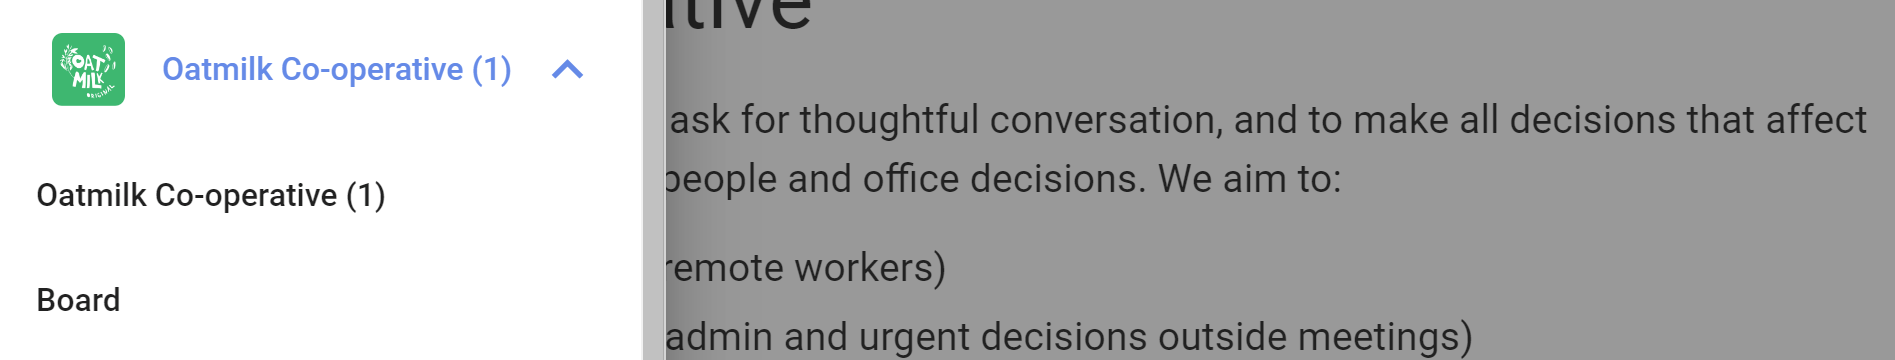 OAT
MILK
ORIGINAL
Oatmilk Co-operative (1)
Oatmilk Co-operative (1)
Board
ative
ask for thoughtful conversation, and to make all decisions that affect
people and office decisions. We aim to:
remote workers)
admin and urgent decisions outside meetings)